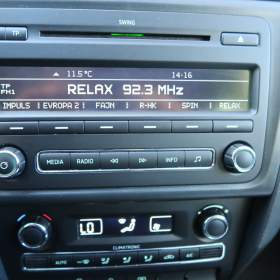 TP
SWING
▲ 11.5°C 14·16
TP
FM1
RELAX 92.3 MHz
IMPULS EVROPA 2 FAJN R-HK SPIN RELAX
MEDIA RADIO INFO
LO
CLIMATRONIC
AUTO A/C